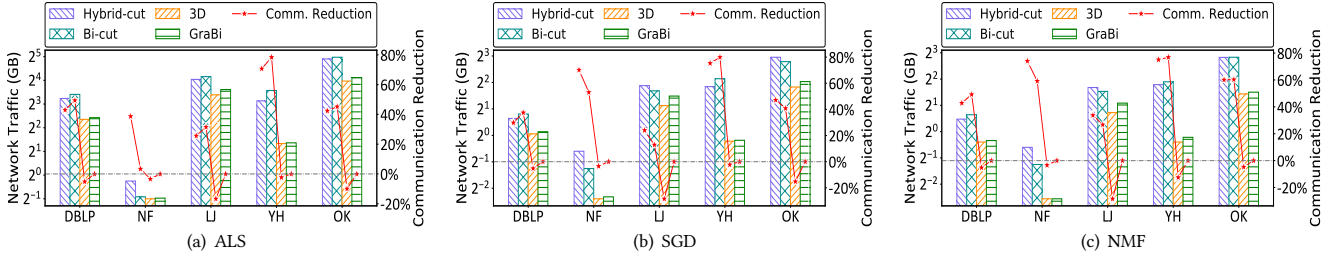 Hybrid-cut 3D Comm. Reduction
Bi-cut GraBi
Network Traffic (GB)
2^5
2^4
2^3
2^2
2^1
2^0
2^-1
80%
60%
40%
20%
0%
-20%
Communication Reduction
DBLP NF LJ YH OK
(a) ALS
Hybrid-cut 3D Comm. Reduction
Bi-cut GraBi
Network Traffic (GB)
2^3
2^2
2^1
2^0
2^-1
2^-2
80%
60%
40%
20%
0%
-20%
Communication Reduction
DBLP NF LJ YH OK
(b) SGD
Hybrid-cut 3D Comm. Reduction
Bi-cut GraBi
Network Traffic (GB)
2^3
2^2
2^1
2^0
2^-1
2^-2
80%
60%
40%
20%
0%
-20%
Communication Reduction
DBLP NF LJ YH OK
(c) NMF